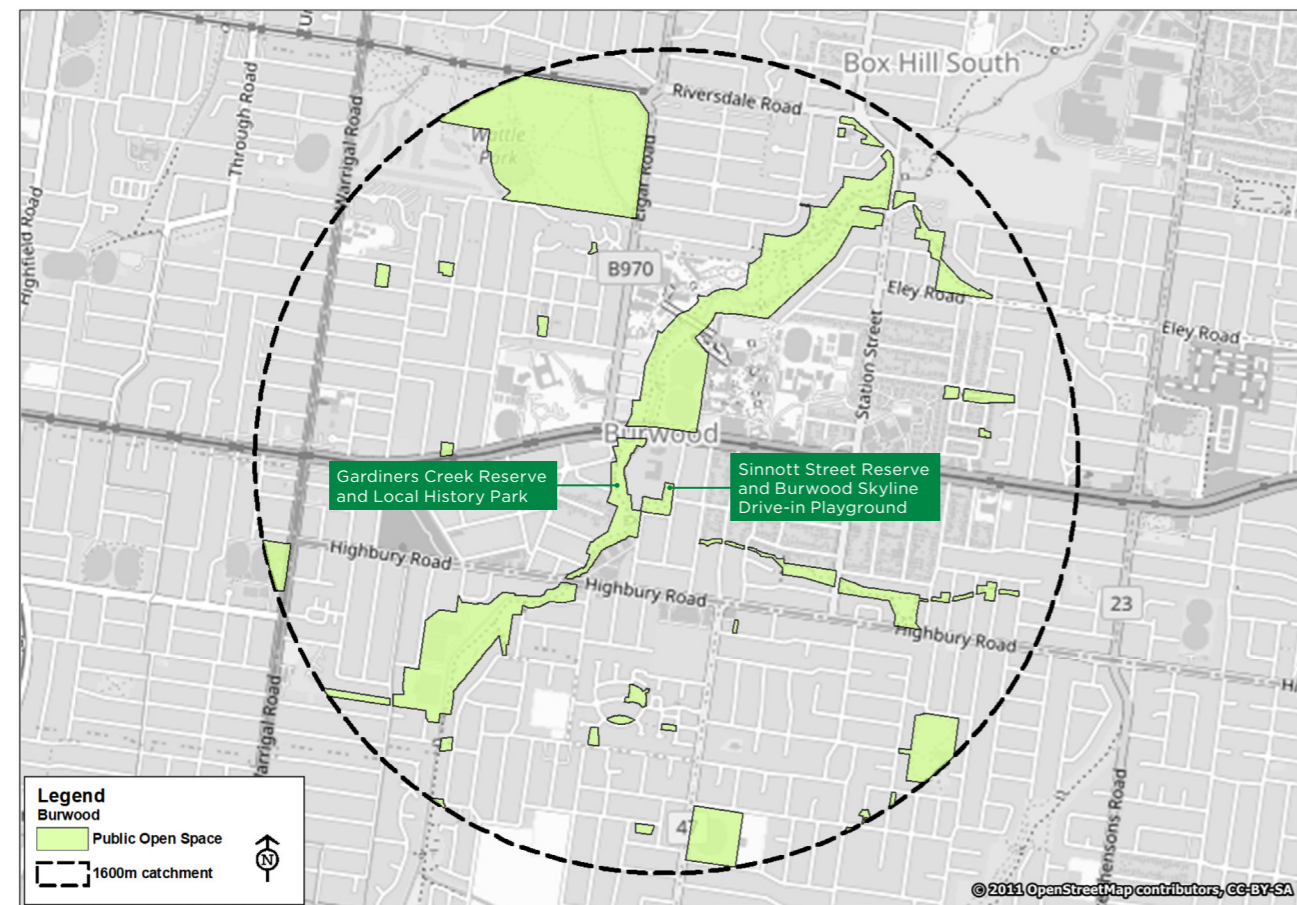 Box Hill South
Riversdale Road
Through Road
Warrigal Road
Wattle
Park
Elgar Road
Highfield Road
B970
Eley Road
Eley Road
Station Street
Burwood
Gardiners Creek Reserve
and Local History Park
Sinnott Street Reserve
and Burwood Skyline
Drive-in Playground
Highbury Road
Highbury Road
23
Highbury Road
Warrigal Road
Legend
Burwood
Public Open Space
1600m catchment
N
© 2011 OpenStreetMap contributors, CC-BY-SA